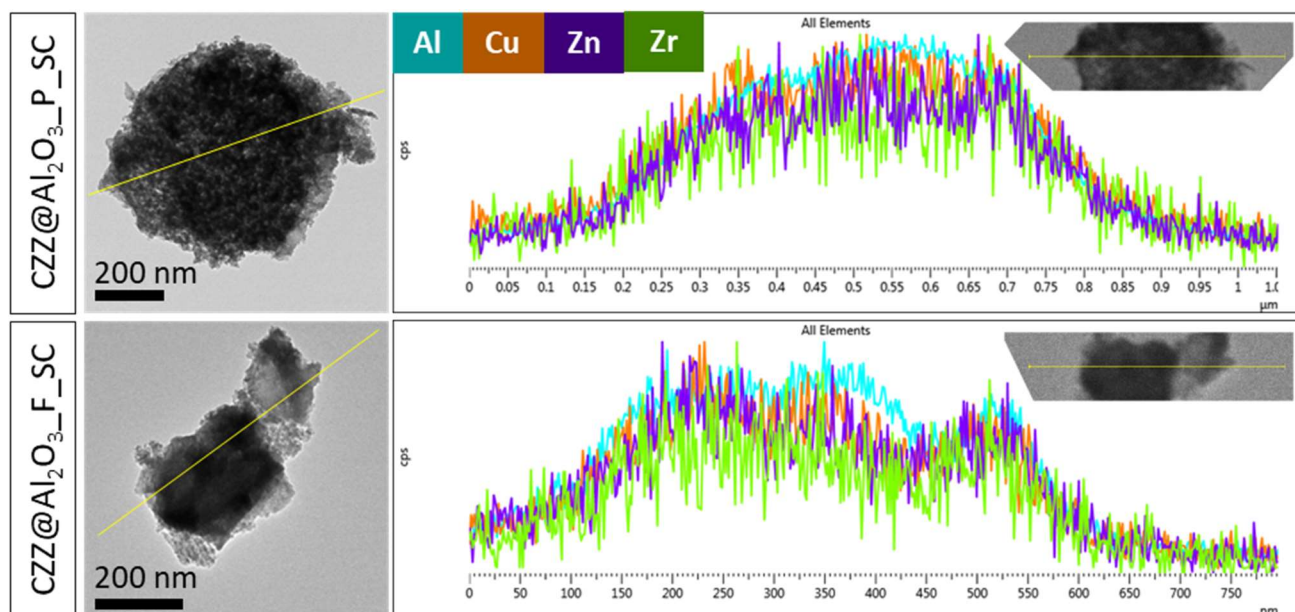 CZZ@Al₂O₃_P_SC
200 nm
Al Cu Zn Zr
All Elements
cps
0 0.05 0.1 0.15 0.2 0.25 0.3 0.35 0.4 0.45 0.5 0.55 0.6 0.65 0.7 0.75 0.8 0.85 0.9 0.95 1 1.0
µm
CZZ@Al₂O₃_F_SC
200 nm
All Elements
cps
0 50 100 150 200 250 300 350 400 450 500 550 600 650 700 750
nm